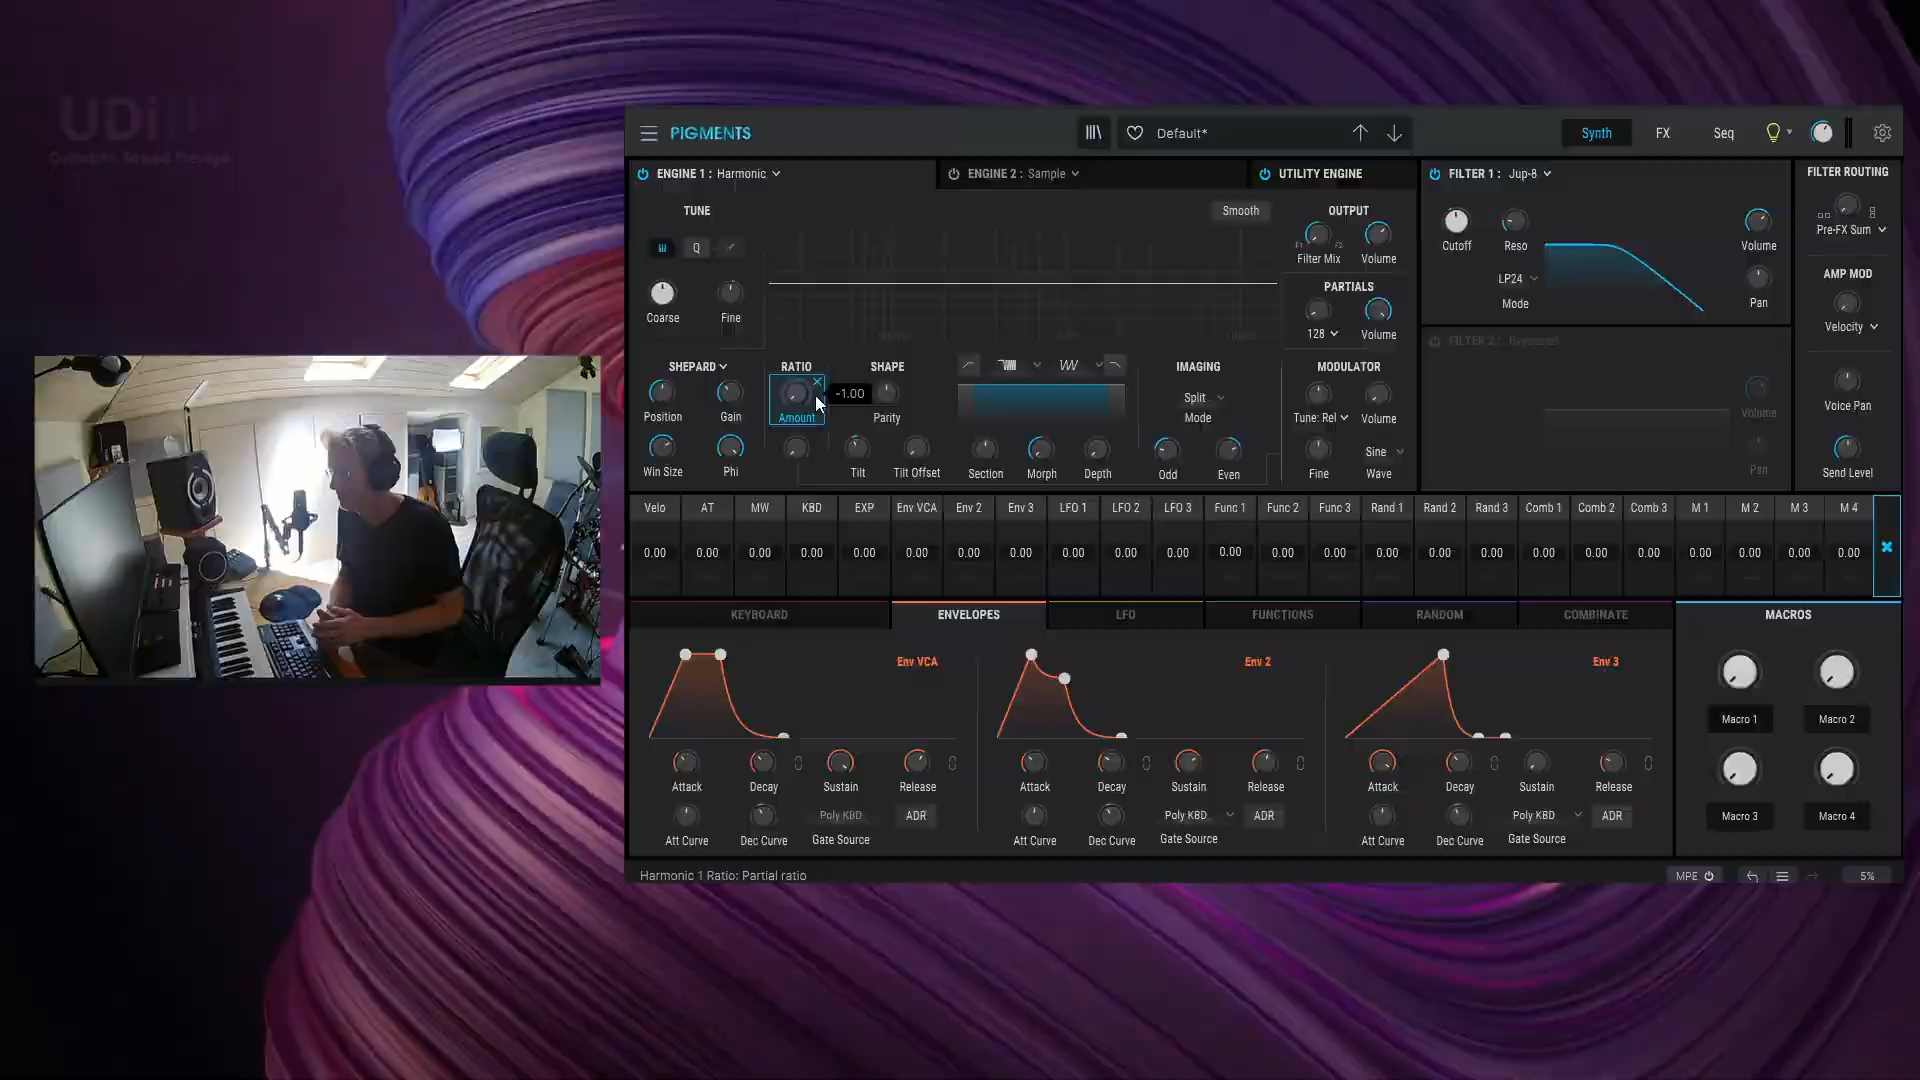 UDi
PIGMENTS
Default*
Synth
FX
Seq
ENGINE 1 : Harmonic
ENGINE 2 : Sample
UTILITY ENGINE
FILTER 1 : Jup-8
FILTER ROUTING
TUNE
Smooth
OUTPUT
Q
F1 F2
Filter Mix
Volume
Cutoff
Reso
Volume
Pre-FX Sum
PARTIALS
LP24
Mode
Pan
AMP MOD
Coarse
Fine
128
Volume
Velocity
FILTER 2 :
SHEPARD
RATIO
SHAPE
IMAGING
MODULATOR
-1.00
Position
Gain
Amount
Parity
Split
Mode
Tune: Rel
Volume
Volume
Voice Pan
Win Size
Phi
Tilt
Tilt Offset
Section
Morph
Depth
Odd
Even
Fine
Sine
Wave
Pan
Send Level
Velo AT MW KBD EXP Env VCA Env 2 Env 3 LFO 1 LFO 2 LFO 3 Func 1 Func 2 Func 3 Rand 1 Rand 2 Rand 3 Comb 1 Comb 2 Comb 3 M 1 M 2 M 3 M 4
0.00 0.00 0.00 0.00 0.00 0.00 0.00 0.00 0.00 0.00 0.00 0.00 0.00 0.00 0.00 0.00 0.00 0.00 0.00 0.00 0.00 0.00 0.00 0.00
KEYBOARD
ENVELOPES
LFO
FUNCTIONS
RANDOM
COMBINATE
MACROS
Env VCA
Env 2
Env 3
Macro 1
Macro 2
Attack Decay Sustain Release
Attack Decay Sustain Release
Attack Decay Sustain Release
Poly KBD
ADR
Poly KBD
ADR
Poly KBD
ADR
Macro 3
Macro 4
Att Curve Dec Curve Gate Source
Att Curve Dec Curve Gate Source
Att Curve Dec Curve Gate Source
Harmonic 1 Ratio: Partial ratio
MPE
5%